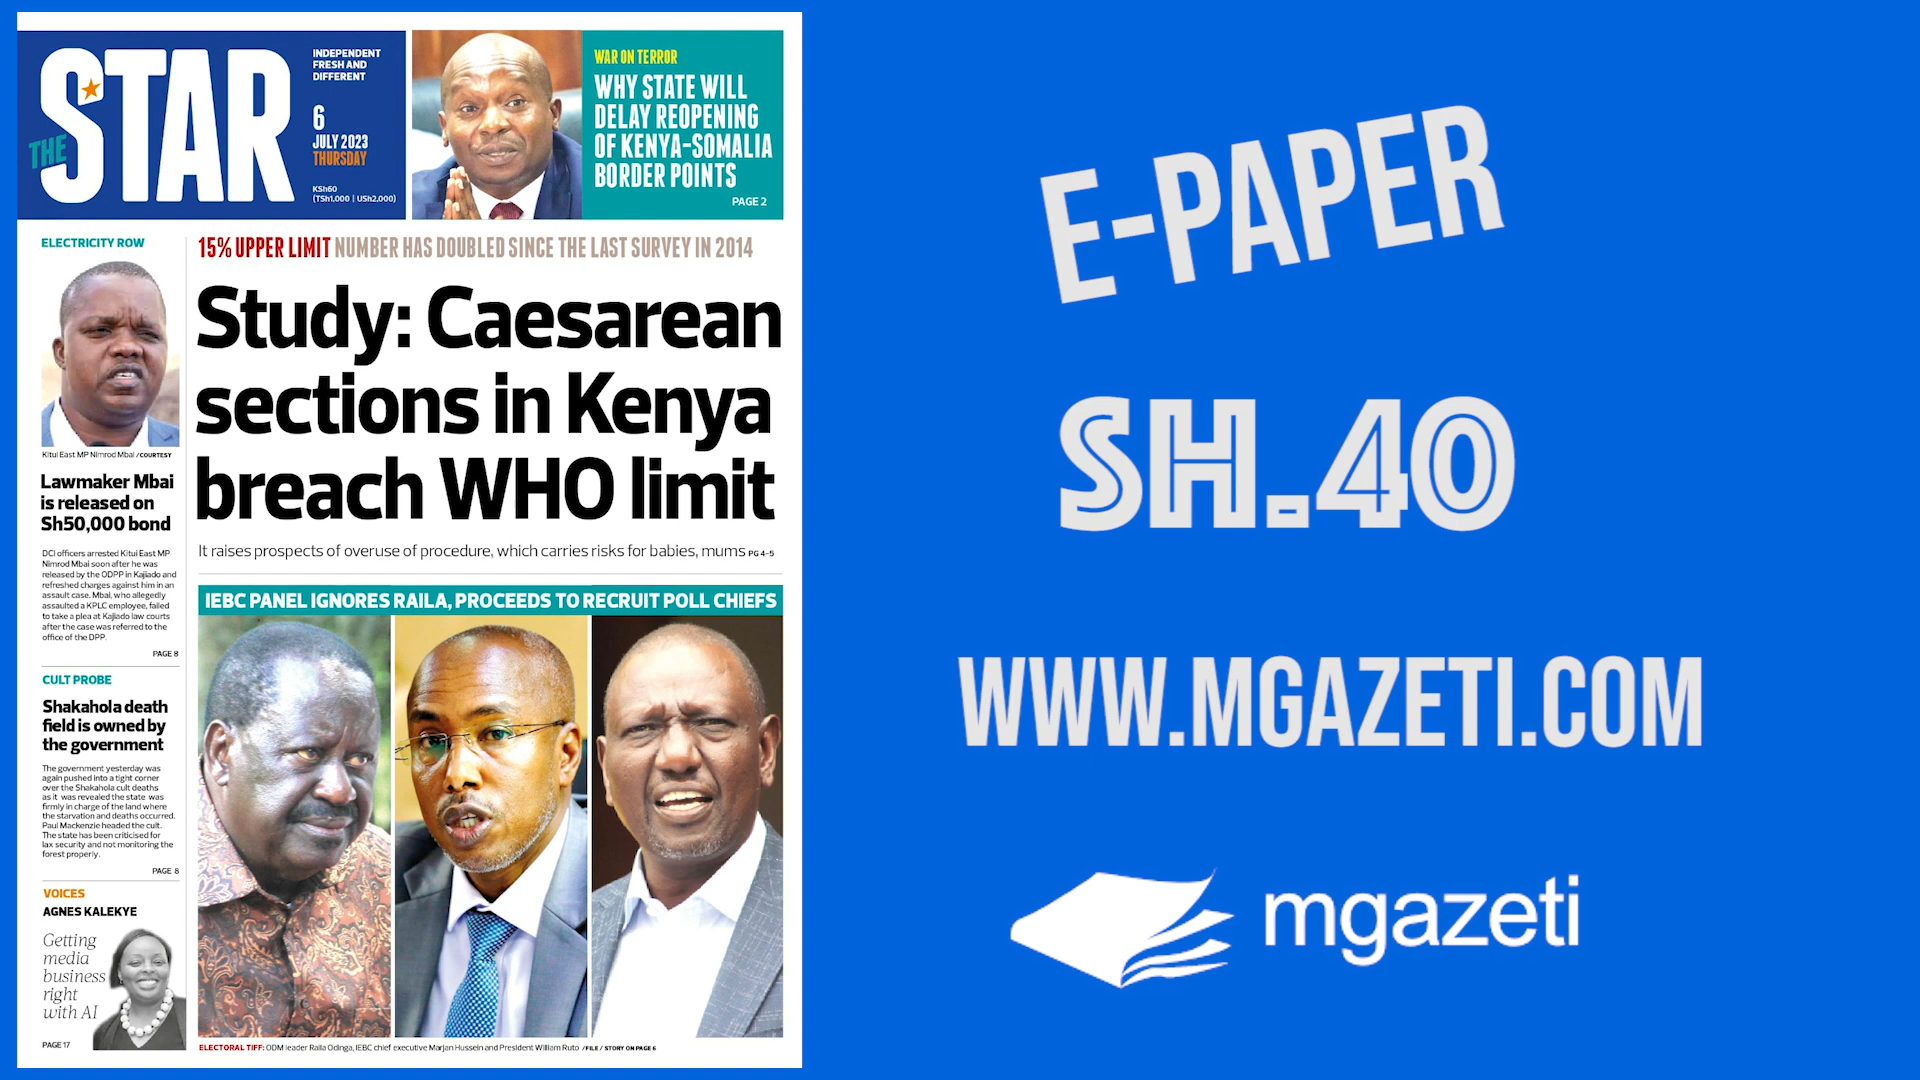 THE STAR
INDEPENDENT
FRESH AND
DIFFERENT
6
JULY 2023
THURSDAY
KSh60
(TSh1,000 | USh2,000)
WAR ON TERROR
WHY STATE WILL
DELAY REOPENING
OF KENYA-SOMALIA
BORDER POINTS
PAGE 2
ELECTRICITY ROW
Kitui East MP Nimrod Mbai /COURTESY
Lawmaker Mbai
is released on
Sh50,000 bond
DCI officers arrested Kitui East MP
Nimrod Mbai soon after he was
released by the ODPP in Kajiado and
refreshed charges against him in an
assault case. Mbai, who allegedly
assaulted a KPLC employee, failed
to take a plea at Kajiado law courts
after the case was referred to the
office of the DPP.
PAGE 8
CULT PROBE
Shakahola death
field is owned by
the government
The government yesterday was
again pushed into a tight corner
over the Shakahola cult deaths
as it was revealed the state was
firmly in charge of the land where
the starvation and deaths occurred.
Paul Mackenzie headed the cult.
The state has been criticised for
lax security and not monitoring the
forest properly.
PAGE 8
VOICES
AGNES KALEKYE
Getting
media
business
right
with AI
PAGE 17
15% UPPER LIMIT NUMBER HAS DOUBLED SINCE THE LAST SURVEY IN 2014
Study: Caesarean
sections in Kenya
breach WHO limit
It raises prospects of overuse of procedure, which carries risks for babies, mums PG 4-5
IEBC PANEL IGNORES RAILA, PROCEEDS TO RECRUIT POLL CHIEFS
ELECTORAL TIFF: ODM leader Raila Odinga, IEBC chief executive Marjan Hussein and President William Ruto /FILE / STORY ON PAGE 6
E-PAPER
SH.40
WWW.MGAZETI.COM
mgazeti